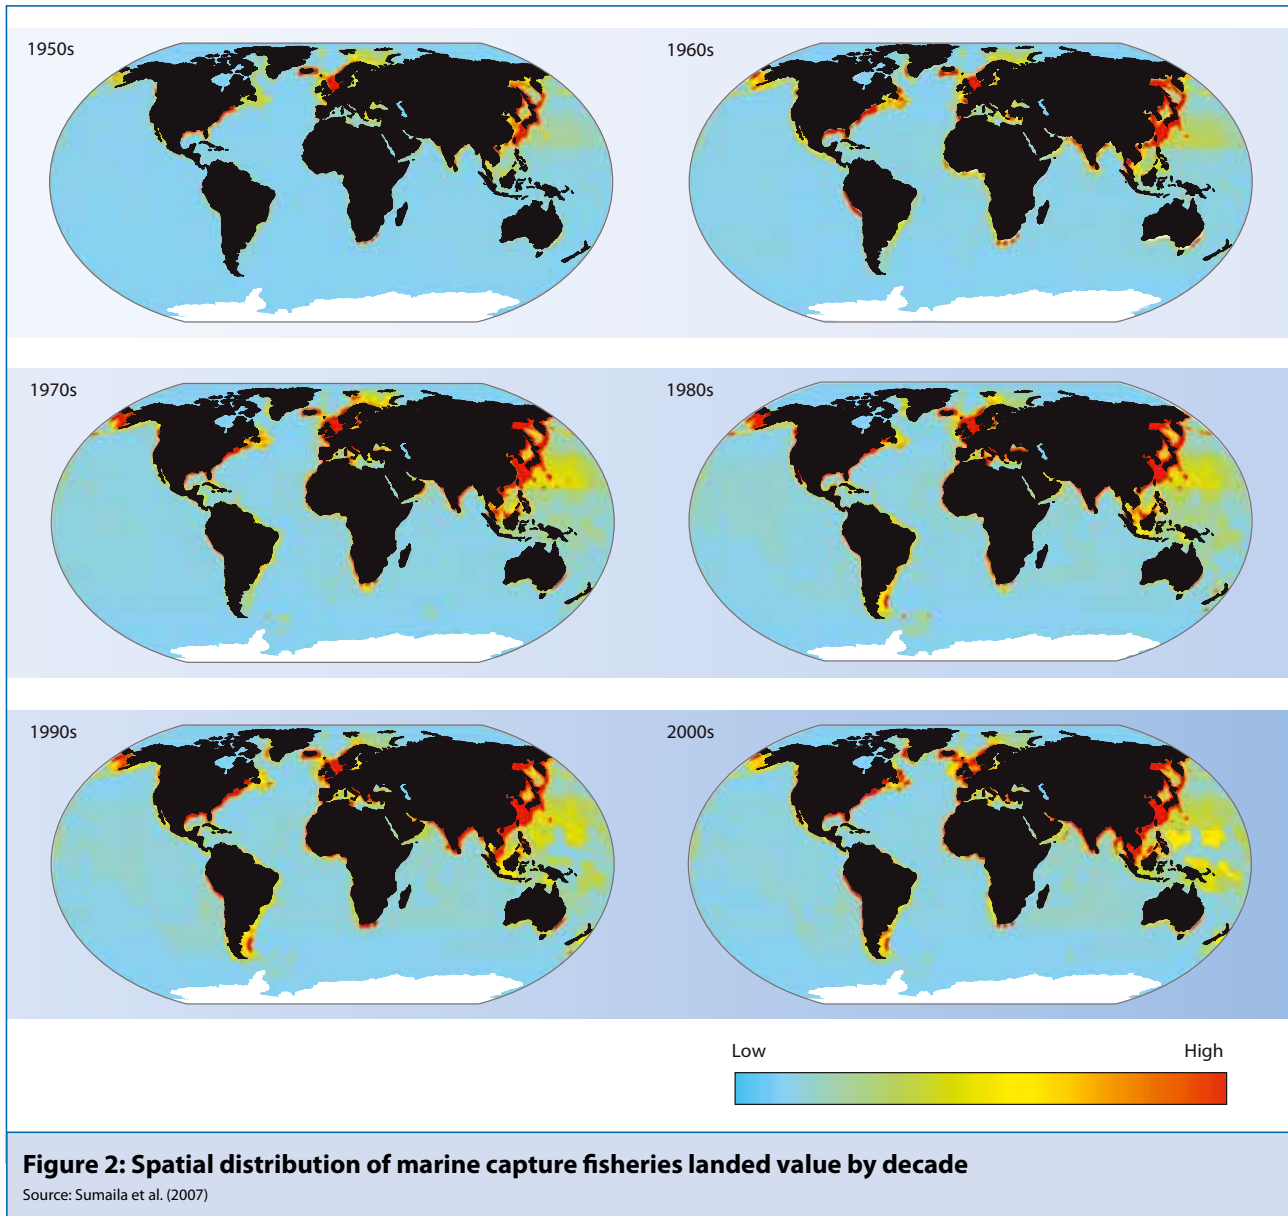 1950s
1960s
1970s
1980s
1990s
2000s
Low
High
Figure 2: Spatial distribution of marine capture fisheries landed value by decade
Source: Sumaila et al. (2007)